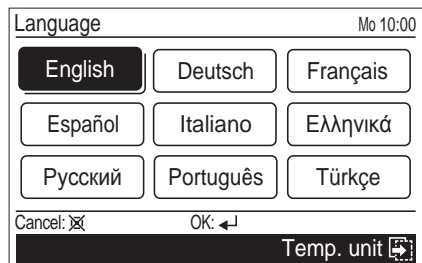 Language Mo 10:00
English Deutsch Français
Español Italiano Ελληνικά
Русский Português Türkçe
Cancel: OK:
Temp. unit